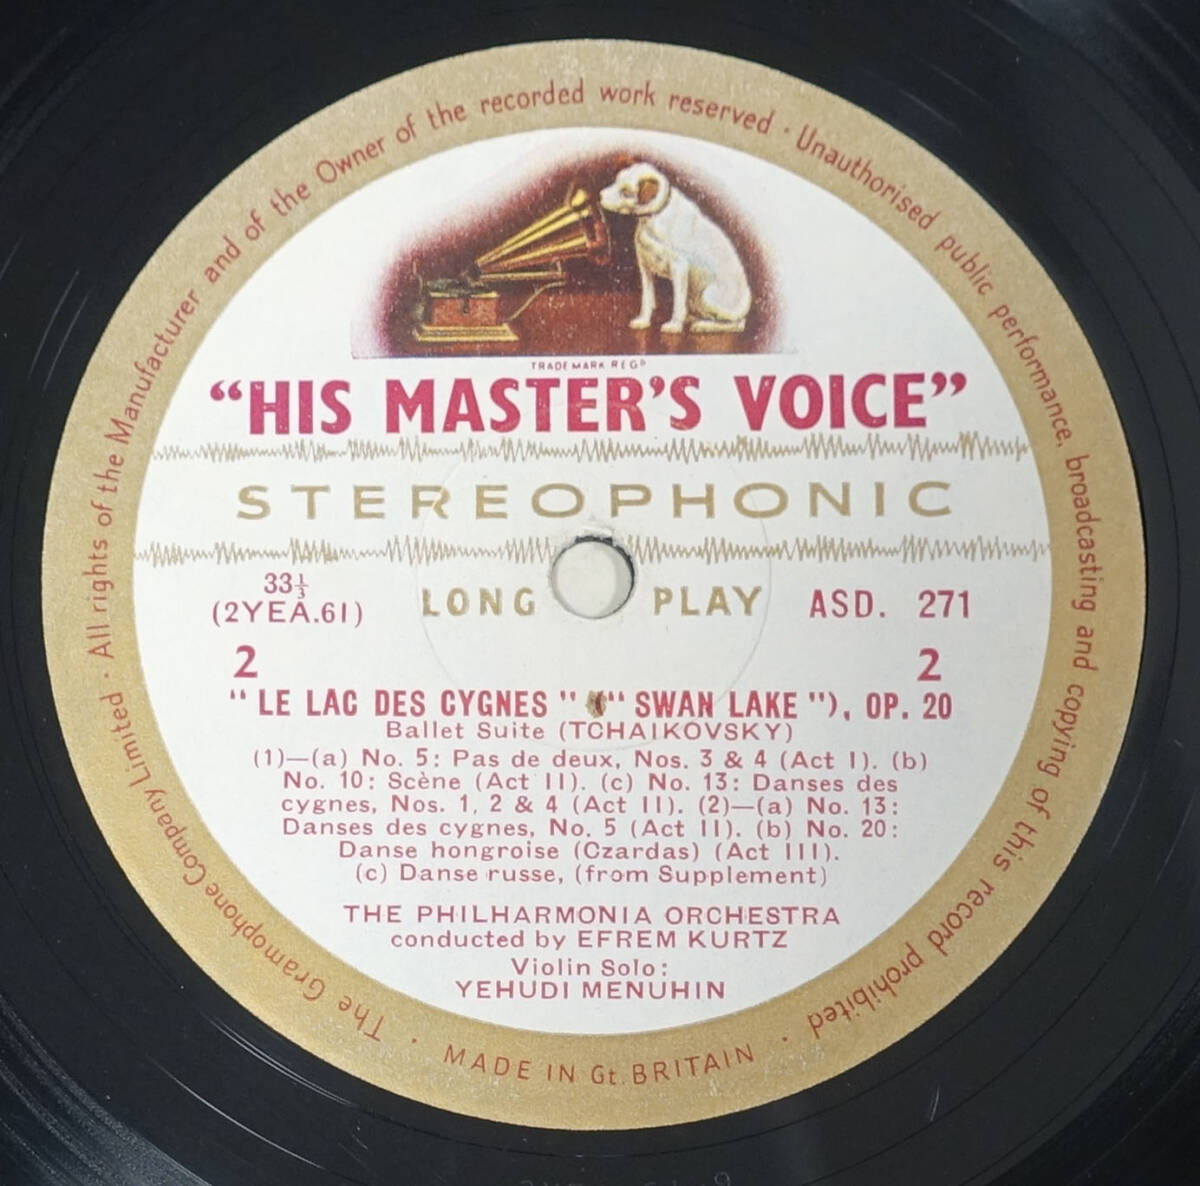 The Gramophone Company Limited · All rights of the Manufacturer and of the Owner of the recorded work reserved · Unauthorised public performance, broadcasting and copying of this record prohibited ·
TRADE MARK REGD
“HIS MASTER'S VOICE”
STEREOPHONIC
33⅓ LONG PLAY ASD. 271
(2YEA.61)
2 2
"LE LAC DES CYGNES" ("SWAN LAKE"), OP. 20
Ballet Suite (TCHAIKOVSKY)
(1)—(a) No. 5: Pas de deux, Nos. 3 & 4 (Act I). (b)
No. 10: Scène (Act II). (c) No. 13: Danses des
cygnes, Nos. 1, 2 & 4 (Act II). (2)—(a) No. 13:
Danses des cygnes, No. 5 (Act II). (b) No. 20:
Danse hongroise (Czardas) (Act III).
(c) Danse russe, (from Supplement)
THE PHILHARMONIA ORCHESTRA
conducted by EFREM KURTZ
Violin Solo:
YEHUDI MENUHIN
· MADE IN Gt. BRITAIN ·